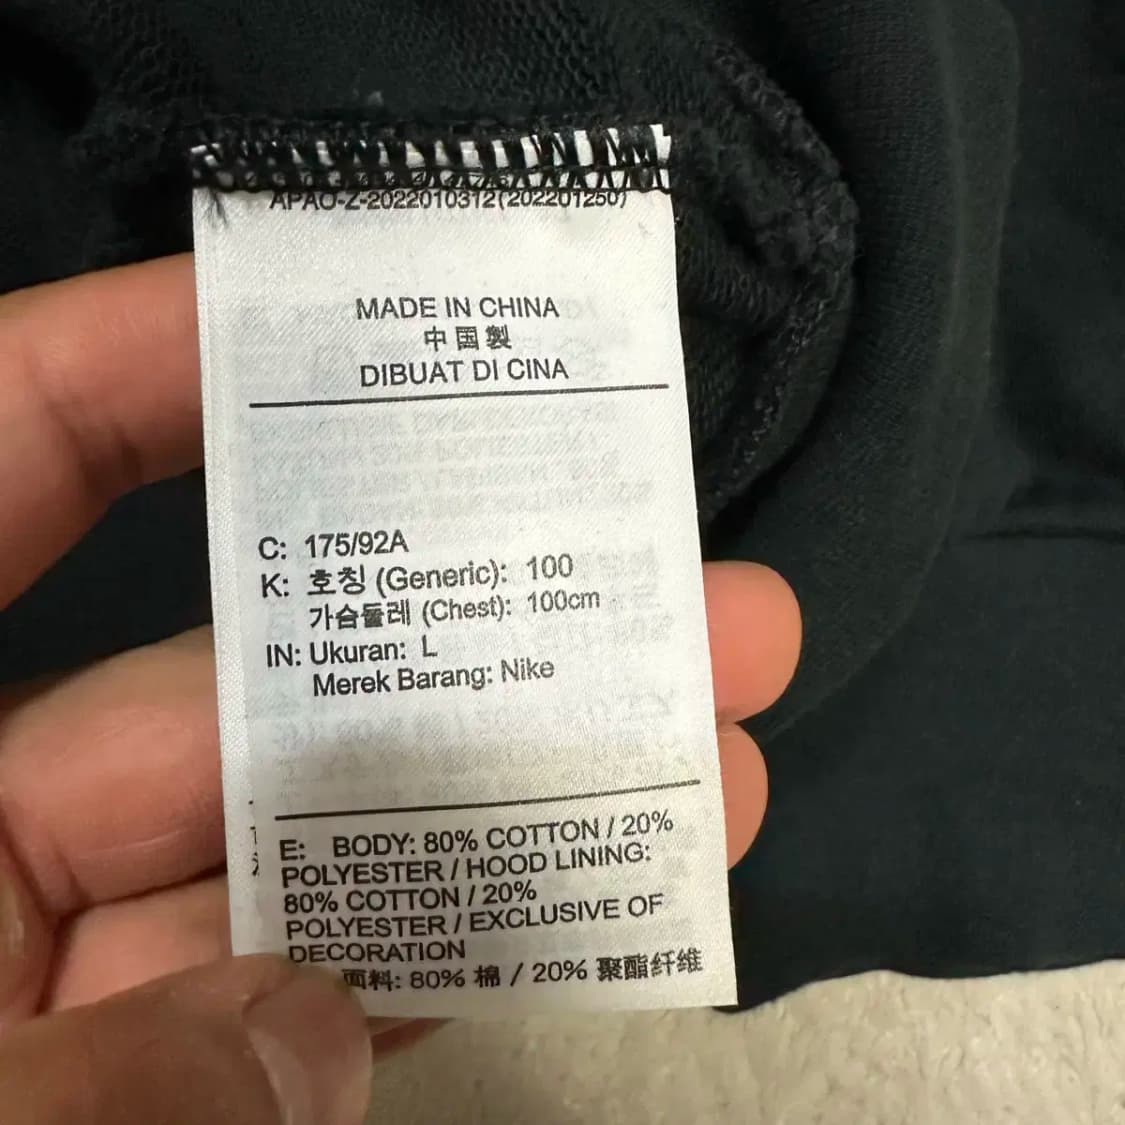 APAO-Z-2022010312(202201250)
MADE IN CHINA
中国製
DIBUAT DI CINA
C: 175/92A
K: 호칭 (Generic): 100
가슴둘레 (Chest): 100cm
IN: Ukuran: L
Merek Barang: Nike
E: BODY: 80% COTTON / 20%
POLYESTER / HOOD LINING:
80% COTTON / 20%
POLYESTER / EXCLUSIVE OF
DECORATION
面料: 80% 棉 / 20% 聚酯纤维